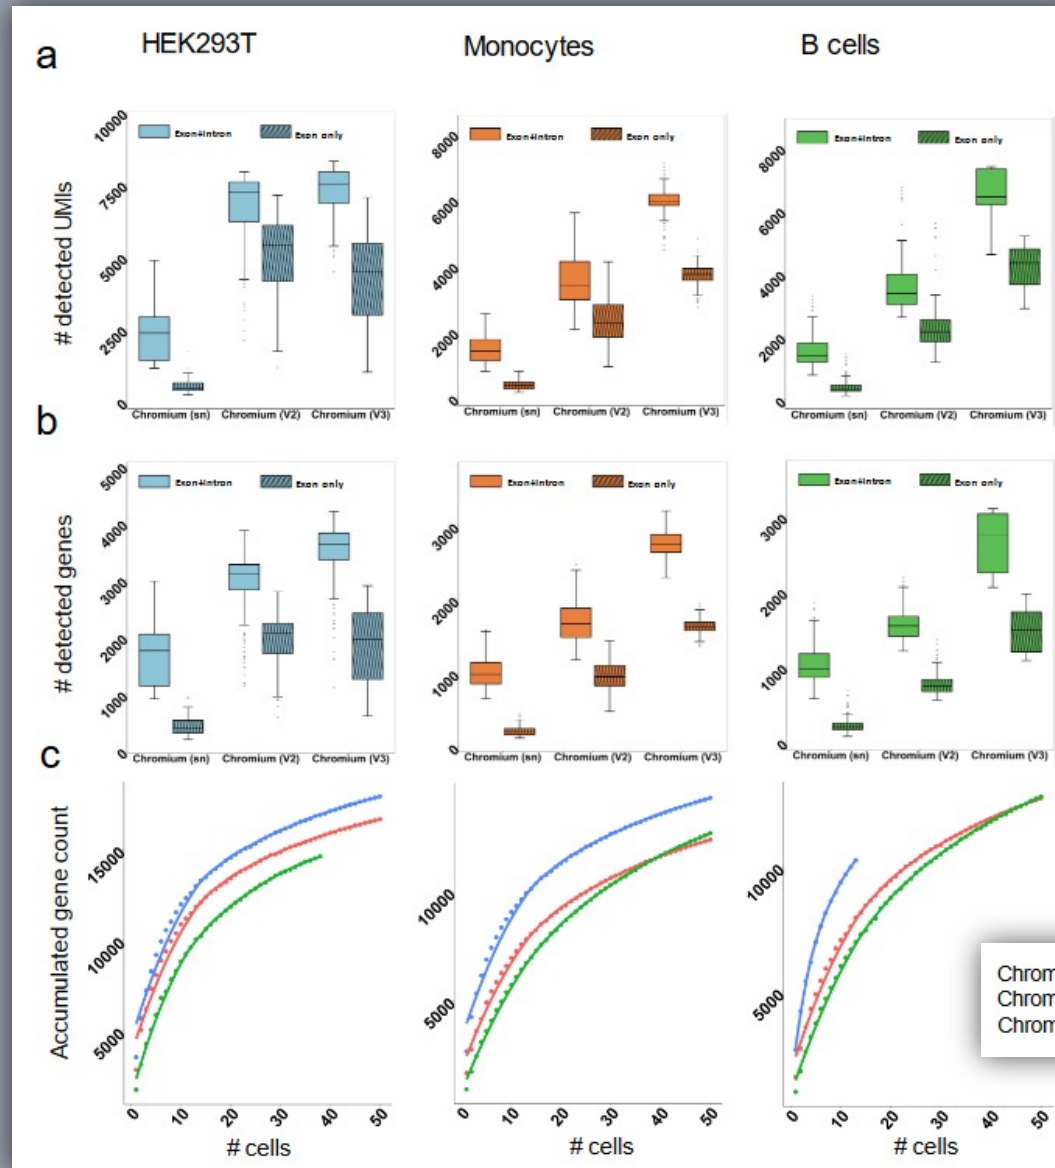 a
HEK293T
Monocytes
B cells
# detected UMIs
10000
7500
5000
2500
0
Exon+Intron
Exon only
Chromium (sn)
Chromium (V2)
Chromium (V3)
8000
6000
4000
2000
0
Exon+Intron
Exon only
Chromium (sn)
Chromium (V2)
Chromium (V3)
8000
6000
4000
2000
0
Exon+Intron
Exon only
Chromium (sn)
Chromium (V2)
Chromium (V3)
b
# detected genes
5000
4000
3000
2000
1000
0
Exon+Intron
Exon only
Chromium (sn)
Chromium (V2)
Chromium (V3)
3000
2000
1000
0
Exon+Intron
Exon only
Chromium (sn)
Chromium (V2)
Chromium (V3)
3000
2000
1000
0
Exon+Intron
Exon only
Chromium (sn)
Chromium (V2)
Chromium (V3)
c
Accumulated gene count
15000
10000
5000
0
10
20
30
40
50
# cells
10000
5000
0
10
20
30
40
50
# cells
10000
5000
0
10
20
30
40
50
# cells
Chrom
Chrom
Chrom